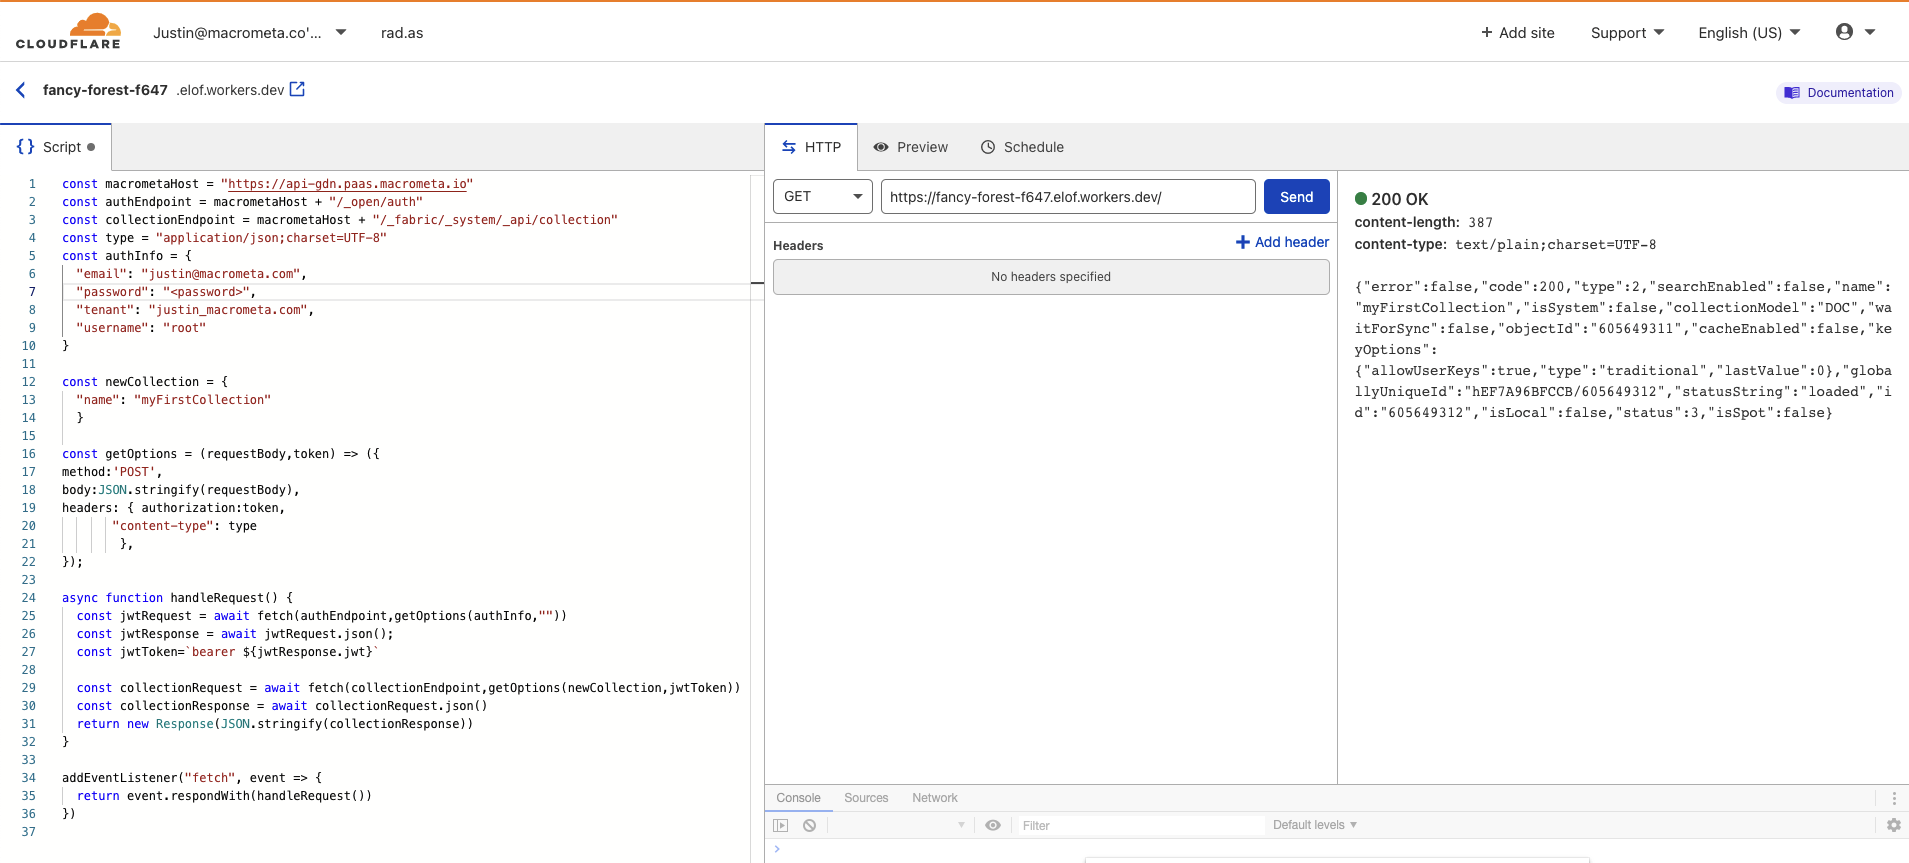 CLOUDFLARE
Justin@macrometa.co'...
rad.as
+ Add site
Support
English (US)
fancy-forest-f647 .elof.workers.dev
Documentation
{} Script
1 const macrometaHost = "https://api-gdn.paas.macrometa.io"
2 const authEndpoint = macrometaHost + "/_open/auth"
3 const collectionEndpoint = macrometaHost + "/_fabric/_system/_api/collection"
4 const type = "application/json;charset=UTF-8"
5 const authInfo = {
6 "email": "justin@macrometa.com",
7 "password": "<password>",
8 "tenant": "justin_macrometa.com",
9 "username": "root"
10 }
11
12 const newCollection = {
13 "name": "myFirstCollection"
14 }
15
16 const getOptions = (requestBody,token) => ({
17 method:'POST',
18 body:JSON.stringify(requestBody),
19 headers: { authorization:token,
20 "content-type": type
21 },
22 });
23
24 async function handleRequest() {
25 const jwtRequest = await fetch(authEndpoint,getOptions(authInfo,""))
26 const jwtResponse = await jwtRequest.json();
27 const jwtToken=`bearer ${jwtResponse.jwt}`
28
29 const collectionRequest = await fetch(collectionEndpoint,getOptions(newCollection,jwtToken))
30 const collectionResponse = await collectionRequest.json()
31 return new Response(JSON.stringify(collectionResponse))
32 }
33
34 addEventListener("fetch", event => {
35 return event.respondWith(handleRequest())
36 })
37
HTTP
Preview
Schedule
GET
https://fancy-forest-f647.elof.workers.dev/
Send
Headers
+ Add header
No headers specified
200 OK
content-length: 387
content-type: text/plain;charset=UTF-8
{"error":false,"code":200,"type":2,"searchEnabled":false,"name":
"myFirstCollection","isSystem":false,"collectionModel":"DOC","wa
itForSync":false,"objectId":"605649311","cacheEnabled":false,"ke
yOptions":
{"allowUserKeys":true,"type":"traditional","lastValue":0},"globa
llyUniqueId":"hEF7A96BFCCB/605649312","statusString":"loaded","i
d":"605649312","isLocal":false,"status":3,"isSpot":false}
Console
Sources
Network
Filter
Default levels
>